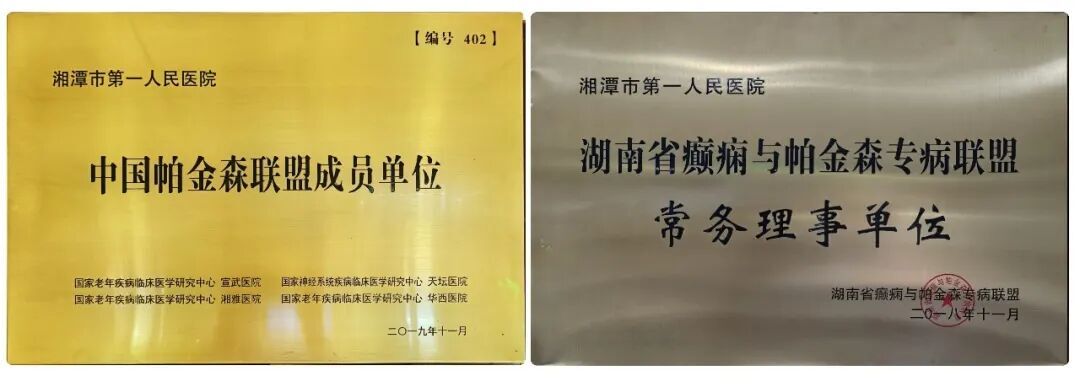 【编号 402】
湘潭市第一人民医院
中国帕金森联盟成员单位
国家老年疾病临床医学研究中心 宣武医院 国家神经系统疾病临床医学研究中心 天坛医院
国家老年疾病临床医学研究中心 湘雅医院 国家老年疾病临床医学研究中心 华西医院
二〇一九年十一月
湘潭市第一人民医院
湖南省癫痫与帕金森专病联盟
常务理事单位
湖南省癫痫与帕金森专病联盟
二〇一八年十一月